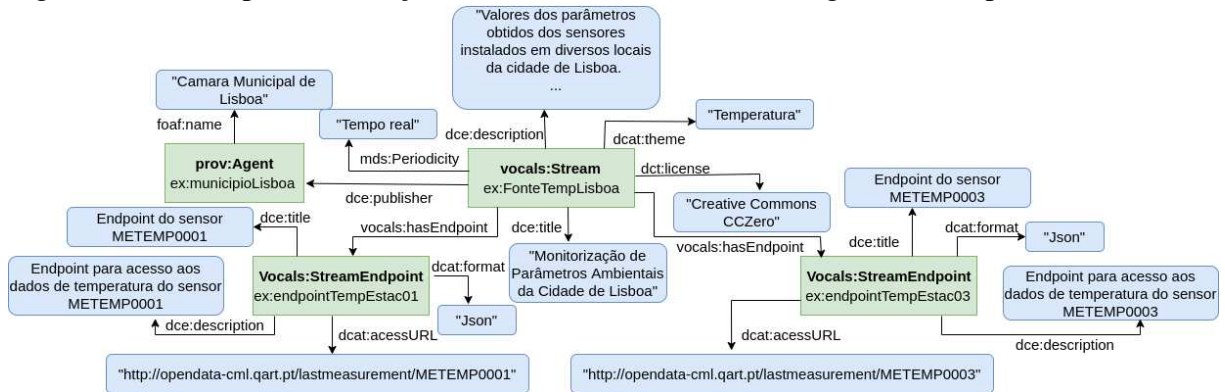 "Valores dos parâmetros
obtidos dos sensores
instalados em diversos locais
da cidade de Lisboa.
...
"Camara Municipal de
Lisboa"
foaf:name
"Tempo real"
dce:description
"Temperatura"
dcat:theme
mds:Periodicity
prov:Agent
ex:municipioLisboa
vocals:Stream
ex:FonteTempLisboa
dct:license
dce:publisher
"Creative Commons
CCZero"
Endpoint do sensor
METEMP0003
Endpoint do sensor
METEMP0001
dce:title
vocals:hasEndpoint
dce:title
vocals:hasEndpoint
dce:title
dcat:format
"Json"
"Monitorização de
Parâmetros Ambientais
da Cidade de Lisboa"
Endpoint para acesso aos
dados de temperatura do sensor
METEMP0001
Vocals:StreamEndpoint
ex:endpointTempEstac01
dcat:format
"Json"
Vocals:StreamEndpoint
ex:endpointTempEstac03
Endpoint para acesso aos
dados de temperatura do sensor
METEMP0003
dce:description
dcat:acessURL
dcat:acessURL
dce:description
"http://opendata-cml.qart.pt/lastmeasurement/METEMP0001"
"http://opendata-cml.qart.pt/lastmeasurement/METEMP0003"